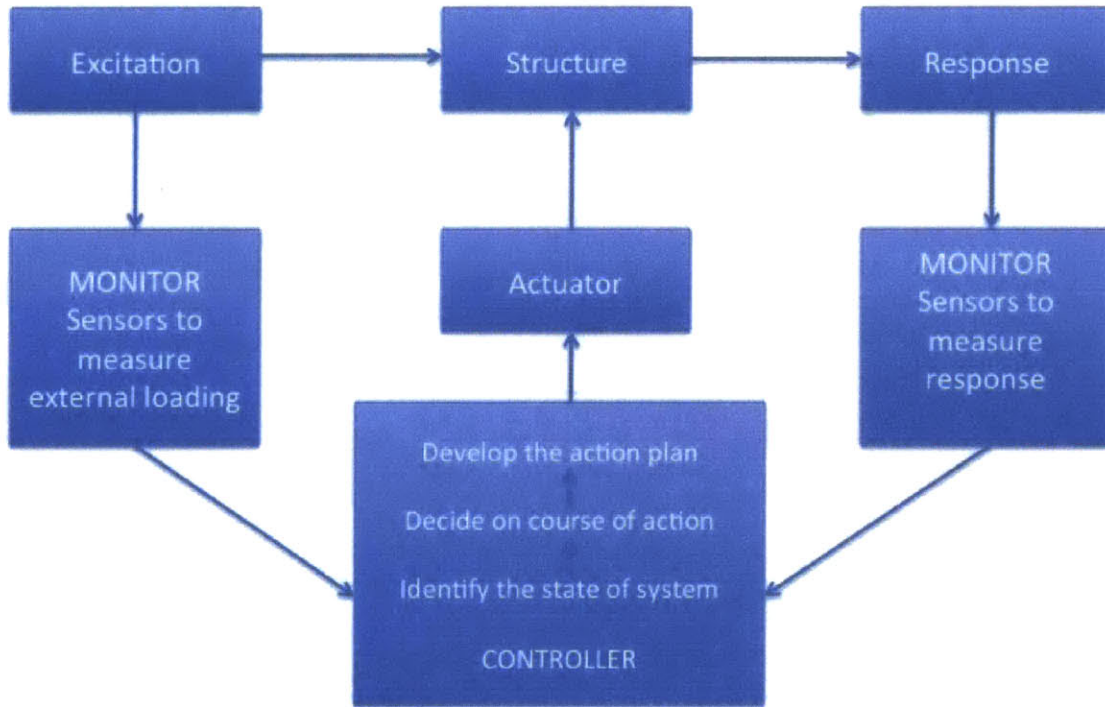 Excitation
Structure
Response
MONITOR
Sensors to
measure
external loading
Actuator
MONITOR
Sensors to
measure
response
Develop the action plan
Decide on course of action
Identify the state of system
CONTROLLER